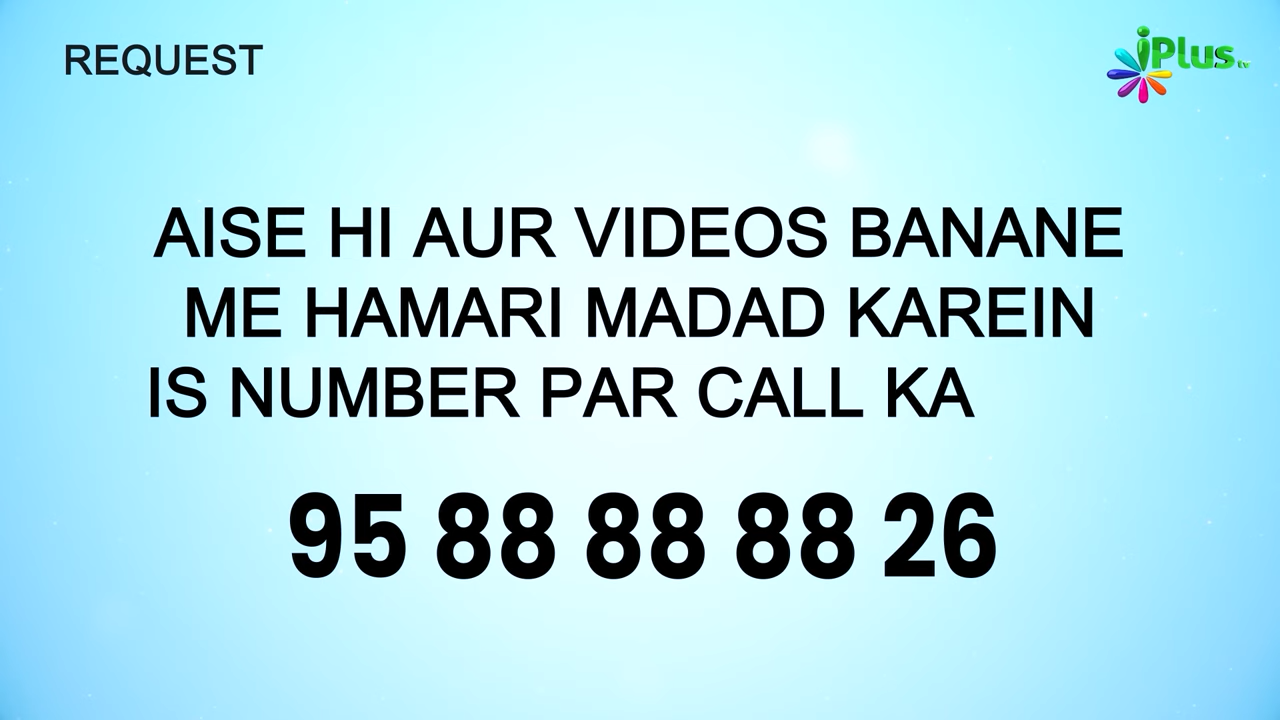 REQUEST
iPlus tv
AISE HI AUR VIDEOS BANANE
ME HAMARI MADAD KAREIN
IS NUMBER PAR CALL KA
95 88 88 88 26